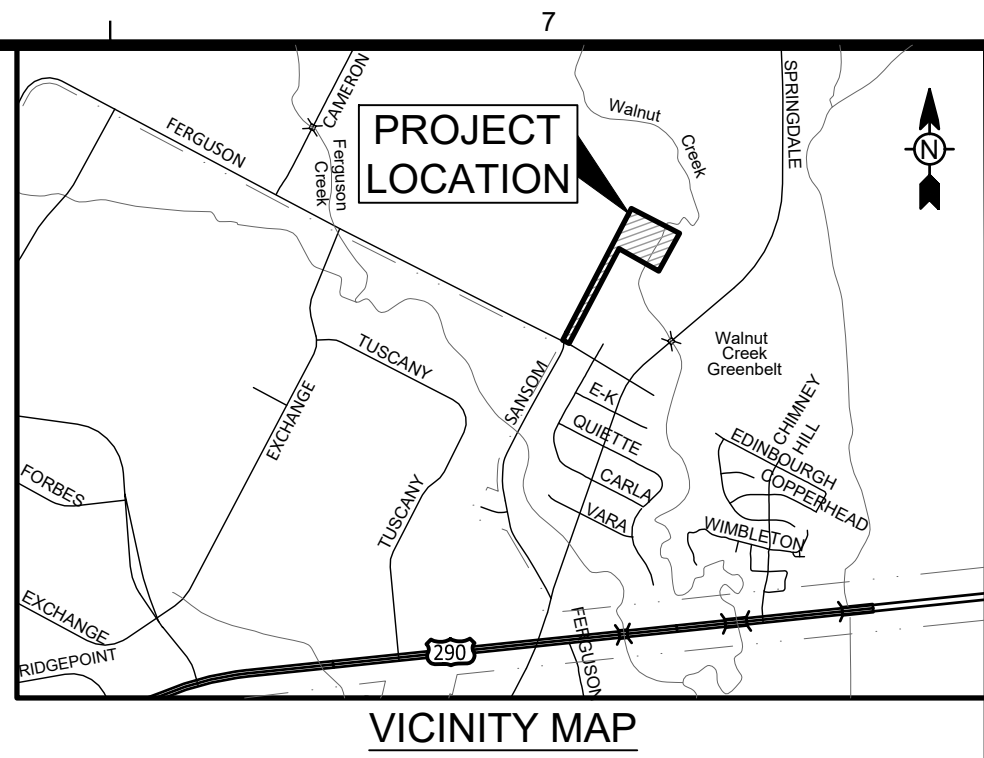 7
CAMERON
FERGUSON
Ferguson
Creek
PROJECT
LOCATION
Walnut
Creek
SPRINGDALE
N
Walnut
Creek
Greenbelt
TUSCANY
SANSOM
EXCHANGE
E-K
QUIETTE
CARLA
VARA
CHIMNEY
HILL
EDINBOURGH
COPPERHEAD
WIMBLETON
FORBES
TUSCANY
EXCHANGE
RIDGEPOINT
290
FERGUSON
VICINITY MAP